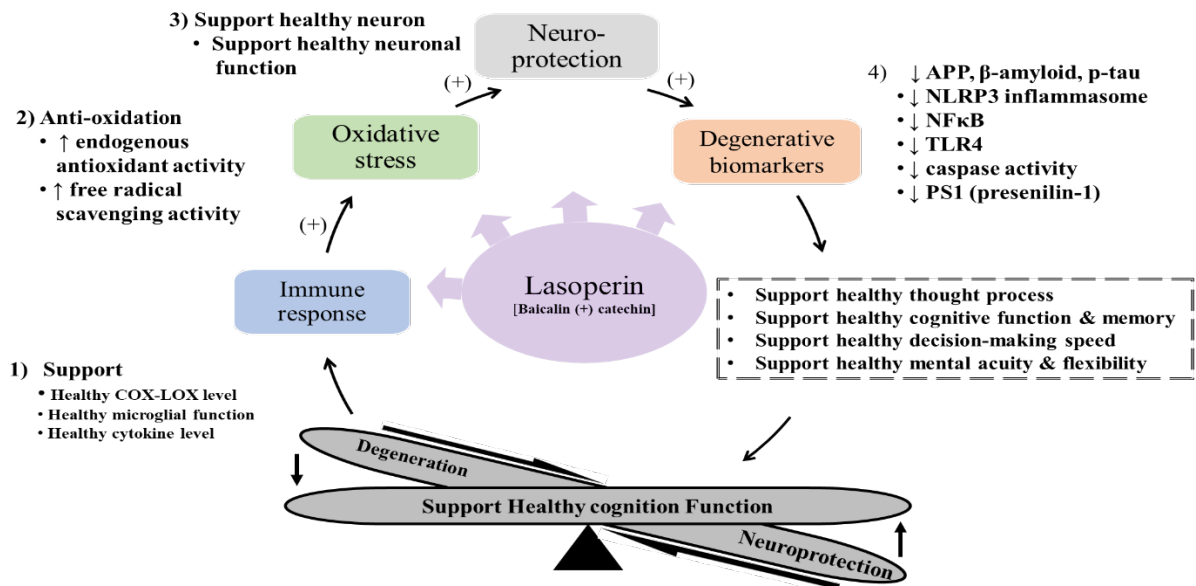 3) Support healthy neuron
• Support healthy neuronal
function
Neuro-
protection
(+)
(+)
2) Anti-oxidation
• ↑ endogenous
antioxidant activity
• ↑ free radical
scavenging activity
Oxidative
stress
Degenerative
biomarkers
4) ↓ APP, β-amyloid, p-tau
• ↓ NLRP3 inflammasome
• ↓ NFκB
• ↓ TLR4
• ↓ caspase activity
• ↓ PS1 (presenilin-1)
(+)
Immune
response
Lasoperin
[Baicalin (+) catechin]
• Support healthy thought process
• Support healthy cognitive function & memory
• Support healthy decision-making speed
• Support healthy mental acuity & flexibility
1) Support
• Healthy COX-LOX level
• Healthy microglial function
• Healthy cytokine level
Degeneration
Support Healthy cognition Function
Neuroprotection